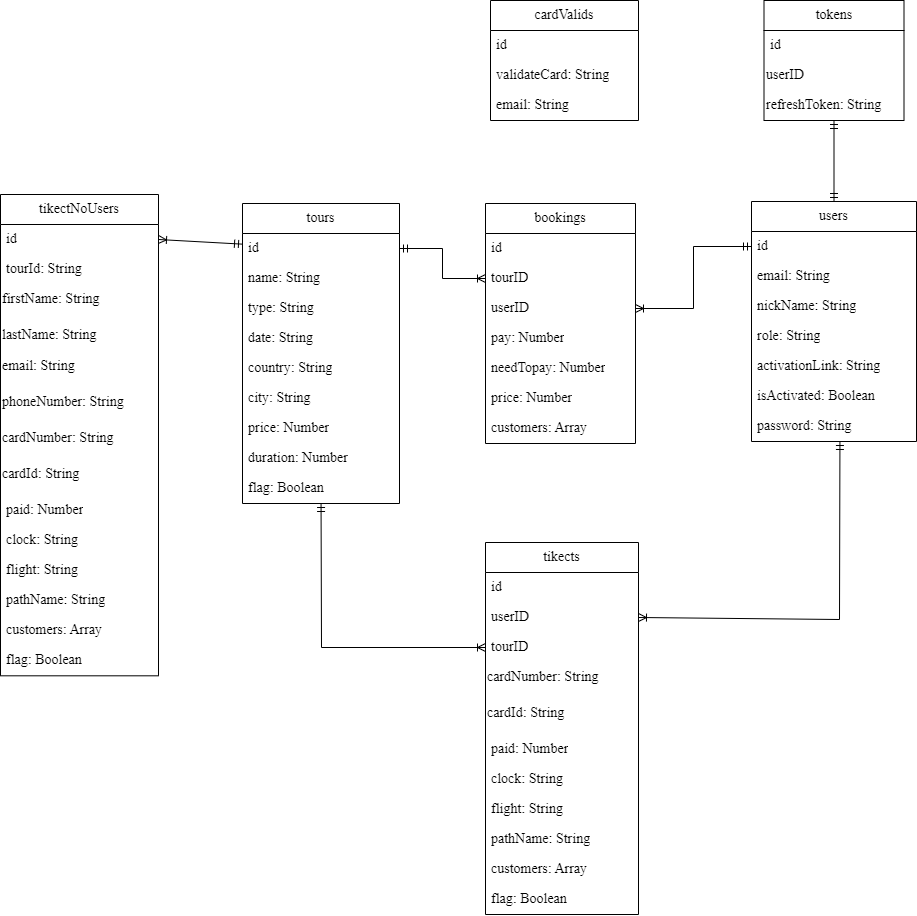 cardValids
id
validateCard: String
email: String
tokens
id
userID
refreshToken: String
tikectNoUsers
id
tourId: String
firstName: String
lastName: String
email: String
phoneNumber: String
cardNumber: String
cardId: String
paid: Number
clock: String
flight: String
pathName: String
customers: Array
flag: Boolean
tours
id
name: String
type: String
date: String
country: String
city: String
price: Number
duration: Number
flag: Boolean
bookings
id
tourID
userID
pay: Number
needTopay: Number
price: Number
customers: Array
users
id
email: String
nickName: String
role: String
activationLink: String
isActivated: Boolean
password: String
tikects
id
userID
tourID
cardNumber: String
cardId: String
paid: Number
clock: String
flight: String
pathName: String
customers: Array
flag: Boolean